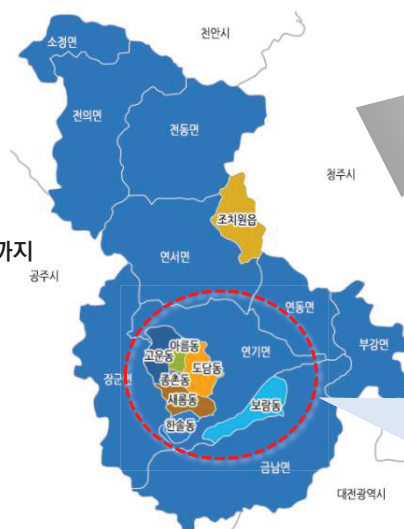 천안시
소정면
전의면
전동면
청주시
조치원읍
까지
연서면
공주시
연동면
부강면
아름동
연기면
고운동
도담동
장군면
종촌동
새롬동
보람동
한솔동
금남면
대전광역시